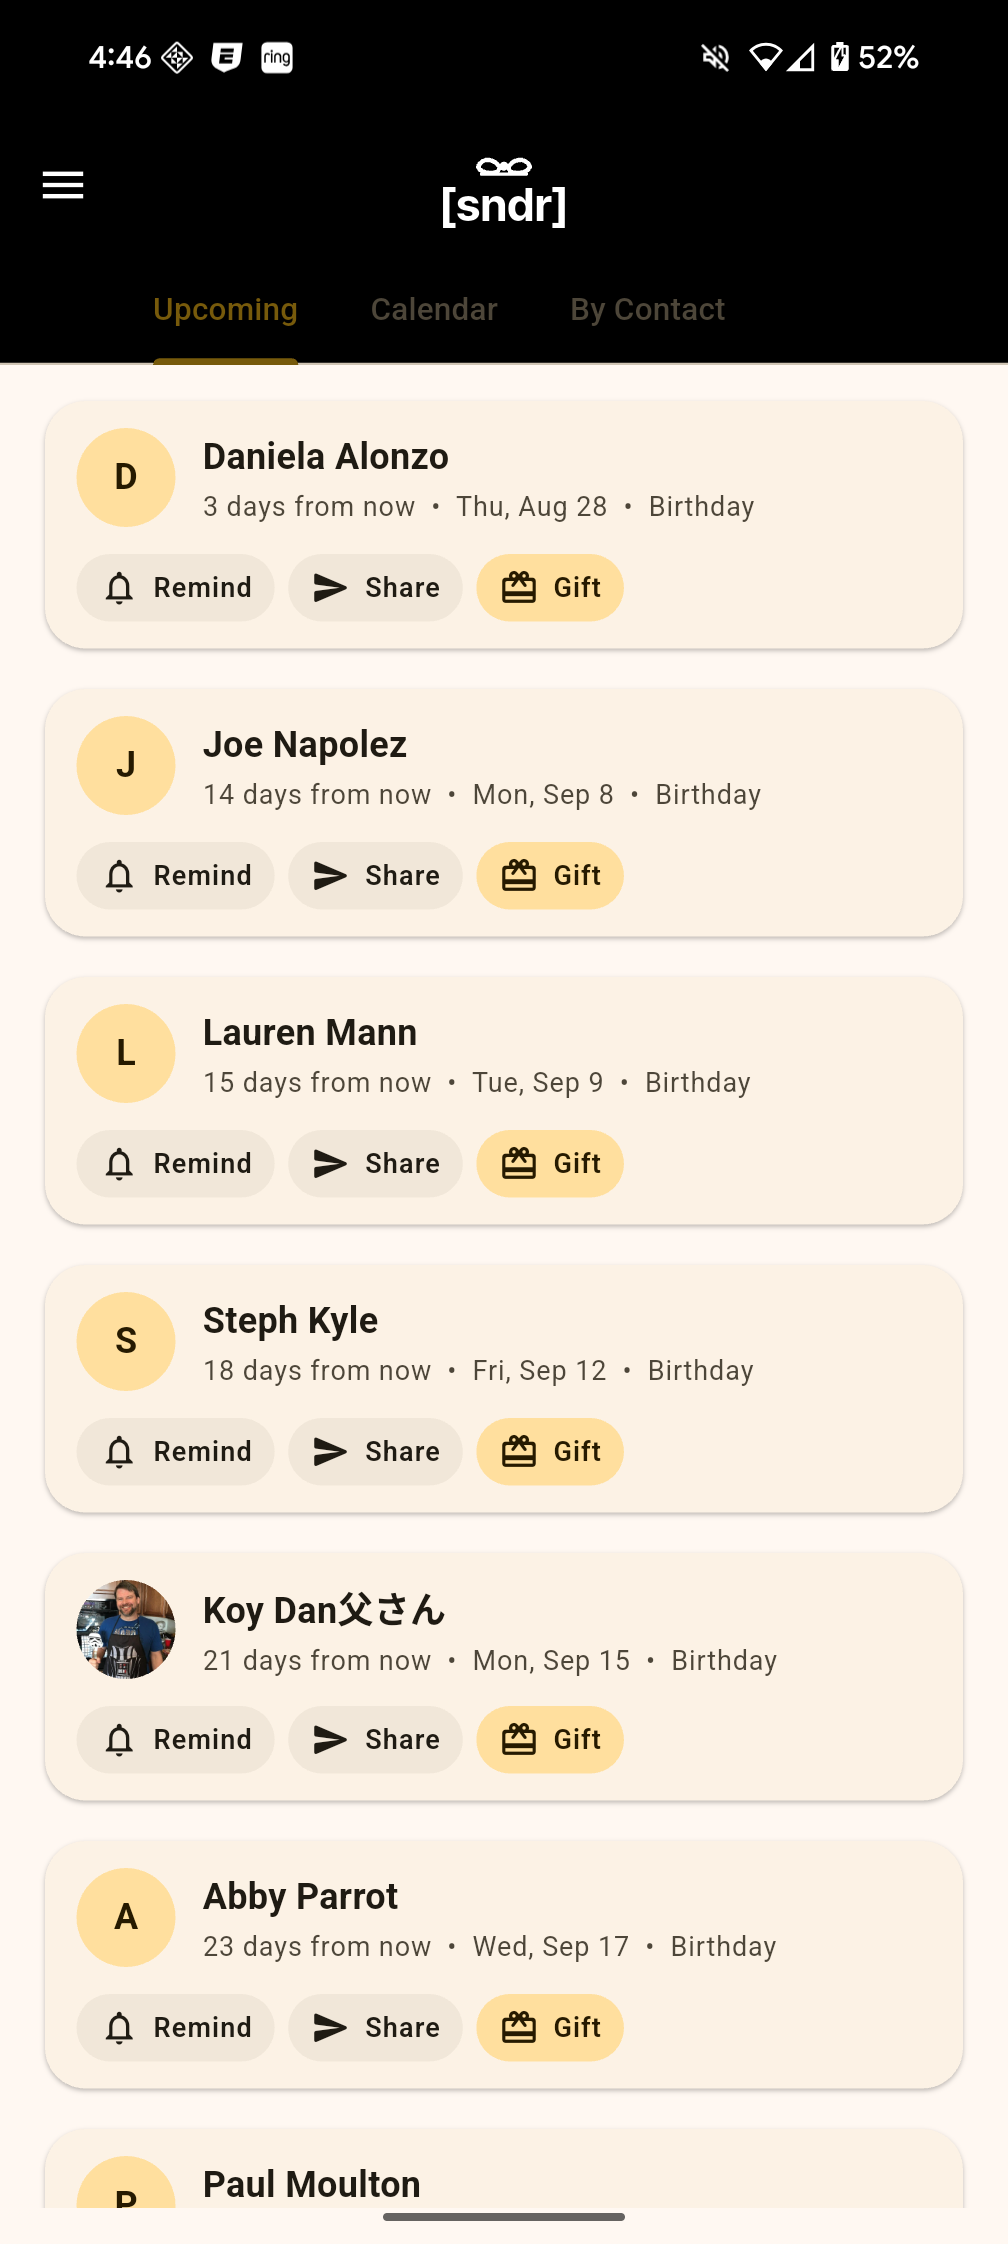 4:46 E ring 52%
[sndr]
Upcoming Calendar By Contact
D Daniela Alonzo
3 days from now • Thu, Aug 28 • Birthday
Remind Share Gift
J Joe Napolez
14 days from now • Mon, Sep 8 • Birthday
Remind Share Gift
L Lauren Mann
15 days from now • Tue, Sep 9 • Birthday
Remind Share Gift
S Steph Kyle
18 days from now • Fri, Sep 12 • Birthday
Remind Share Gift
Koy Dan父さん
21 days from now • Mon, Sep 15 • Birthday
Remind Share Gift
A Abby Parrot
23 days from now • Wed, Sep 17 • Birthday
Remind Share Gift
P Paul Moulton